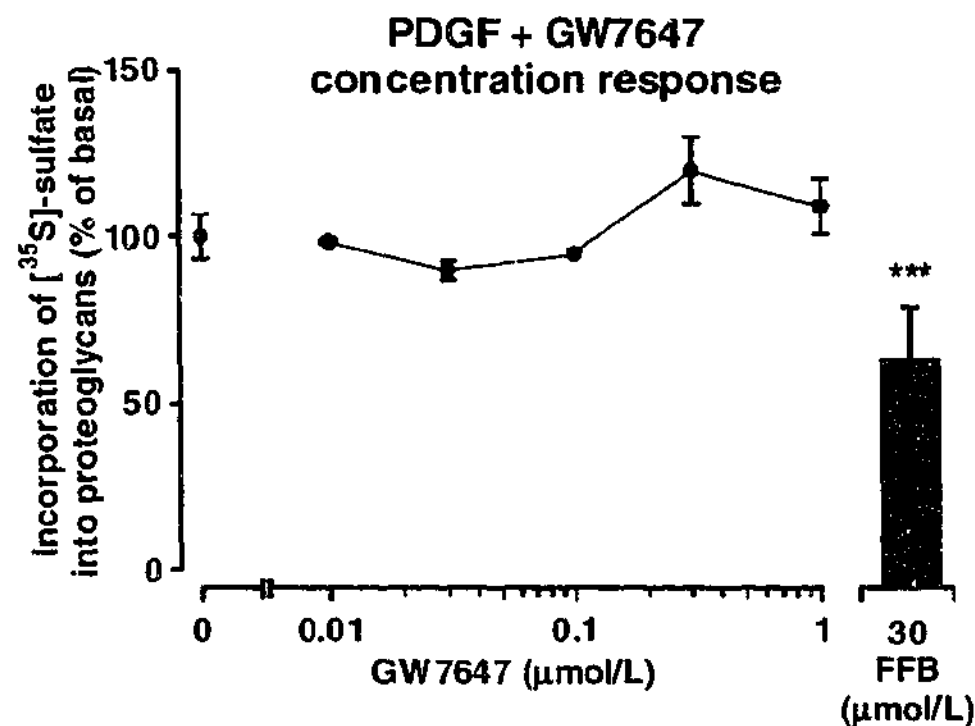 PDGF + GW7647
concentration response
Incorporation of [³⁵S]-sulfate
into proteoglycans (% of basal)
150
100
50
0
***
0 0.01 0.1 1 30
GW7647 (µmol/L) FFB
(µmol/L)